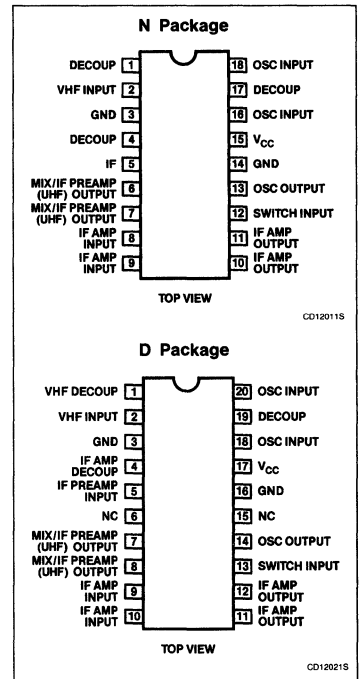 N Package
DECOUP 1
VHF INPUT 2
GND 3
DECOUP 4
IF 5
MIX/IF PREAMP
(UHF) OUTPUT 6
MIX/IF PREAMP
(UHF) OUTPUT 7
IF AMP
INPUT 8
IF AMP
INPUT 9
18 OSC INPUT
17 DECOUP
16 OSC INPUT
15 VCC
14 GND
13 OSC OUTPUT
12 SWITCH INPUT
11 IF AMP
OUTPUT
10 IF AMP
OUTPUT
TOP VIEW
CD12011S
D Package
VHF DECOUP 1
VHF INPUT 2
GND 3
IF AMP
DECOUP 4
IF PREAMP
INPUT 5
NC 6
MIX/IF PREAMP
(UHF) OUTPUT 7
MIX/IF PREAMP
(UHF) OUTPUT 8
IF AMP
INPUT 9
IF AMP
INPUT 10
20 OSC INPUT
19 DECOUP
18 OSC INPUT
17 VCC
16 GND
15 NC
14 OSC OUTPUT
13 SWITCH INPUT
12 IF AMP
OUTPUT
11 IF AMP
OUTPUT
TOP VIEW
CD12021S